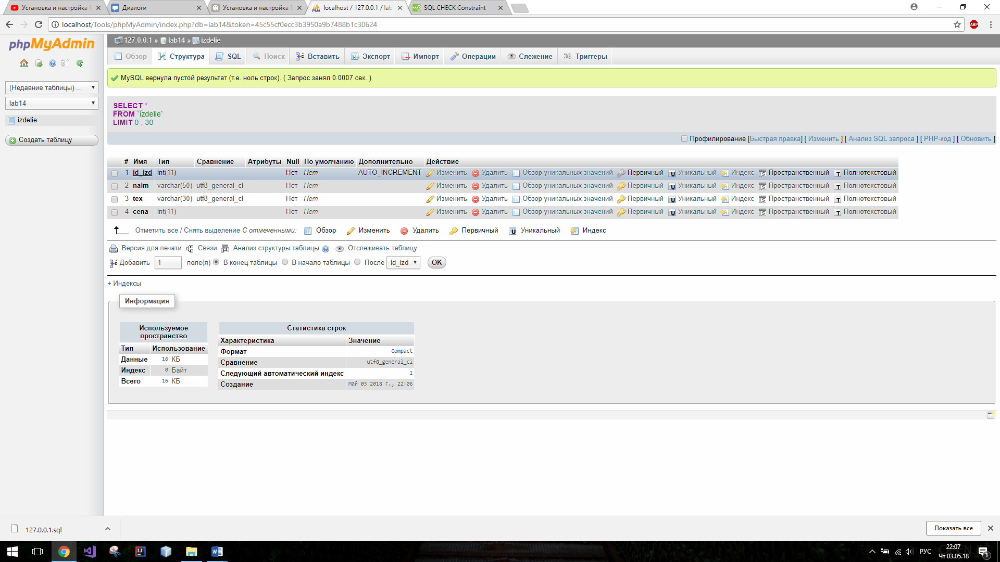 Установка и настройка
Диалоги
Установка и настройка
localhost / 127.0.0.1 / lab
SQL CHECK Constraint
localhost/Tools/phpMyAdmin/index.php?db=lab14&token=45c55cf0ecc3b3950a9b7488b1c30624
ABP
phpMyAdmin
(Недавние таблицы) ...
lab14
izdelie
Создать таблицу
127.0.0.1 » lab14 » izdelie
Обзор Структура SQL Поиск Вставить Экспорт Импорт Операции Слежение Триггеры
MySQL вернула пустой результат (т.е. ноль строк). ( Запрос занял 0.0007 сек. )
SELECT *
FROM `izdelie`
LIMIT 0 , 30
Профилирование [Быстрая правка] [ Изменить ] [ Анализ SQL запроса ] [ PHP-код ] [ Обновить ]
# Имя Тип Сравнение Атрибуты Null По умолчанию Дополнительно Действие
1 id_izd int(11) Нет Нет AUTO_INCREMENT Изменить Удалить Обзор уникальных значений Первичный Уникальный Индекс Пространственный Полнотекстовый
2 naim varchar(50) utf8_general_ci Нет Нет Изменить Удалить Обзор уникальных значений Первичный Уникальный Индекс Пространственный Полнотекстовый
3 tex varchar(30) utf8_general_ci Нет Нет Изменить Удалить Обзор уникальных значений Первичный Уникальный Индекс Пространственный Полнотекстовый
4 cena int(11) Нет Нет Изменить Удалить Обзор уникальных значений Первичный Уникальный Индекс Пространственный Полнотекстовый
Отметить все / Снять выделение С отмеченными: Обзор Изменить Удалить Первичный Уникальный Индекс
Версия для печати Связи Анализ структуры таблицы Отслеживать таблицу
Добавить 1 поле(я) В конец таблицы В начало таблицы После id_izd OK
+ Индексы
Информация
Используемое
пространство
Тип Использование
Данные 16 КБ
Индекс 0 Байт
Всего 16 КБ
Статистика строк
Характеристика Значение
Формат Compact
Сравнение utf8_general_ci
Следующий автоматический индекс 1
Создание Май 03 2018 г., 22:06
127.0.0.1.sql
Показать все
РУС
22:07
Чт 03.05.18
1